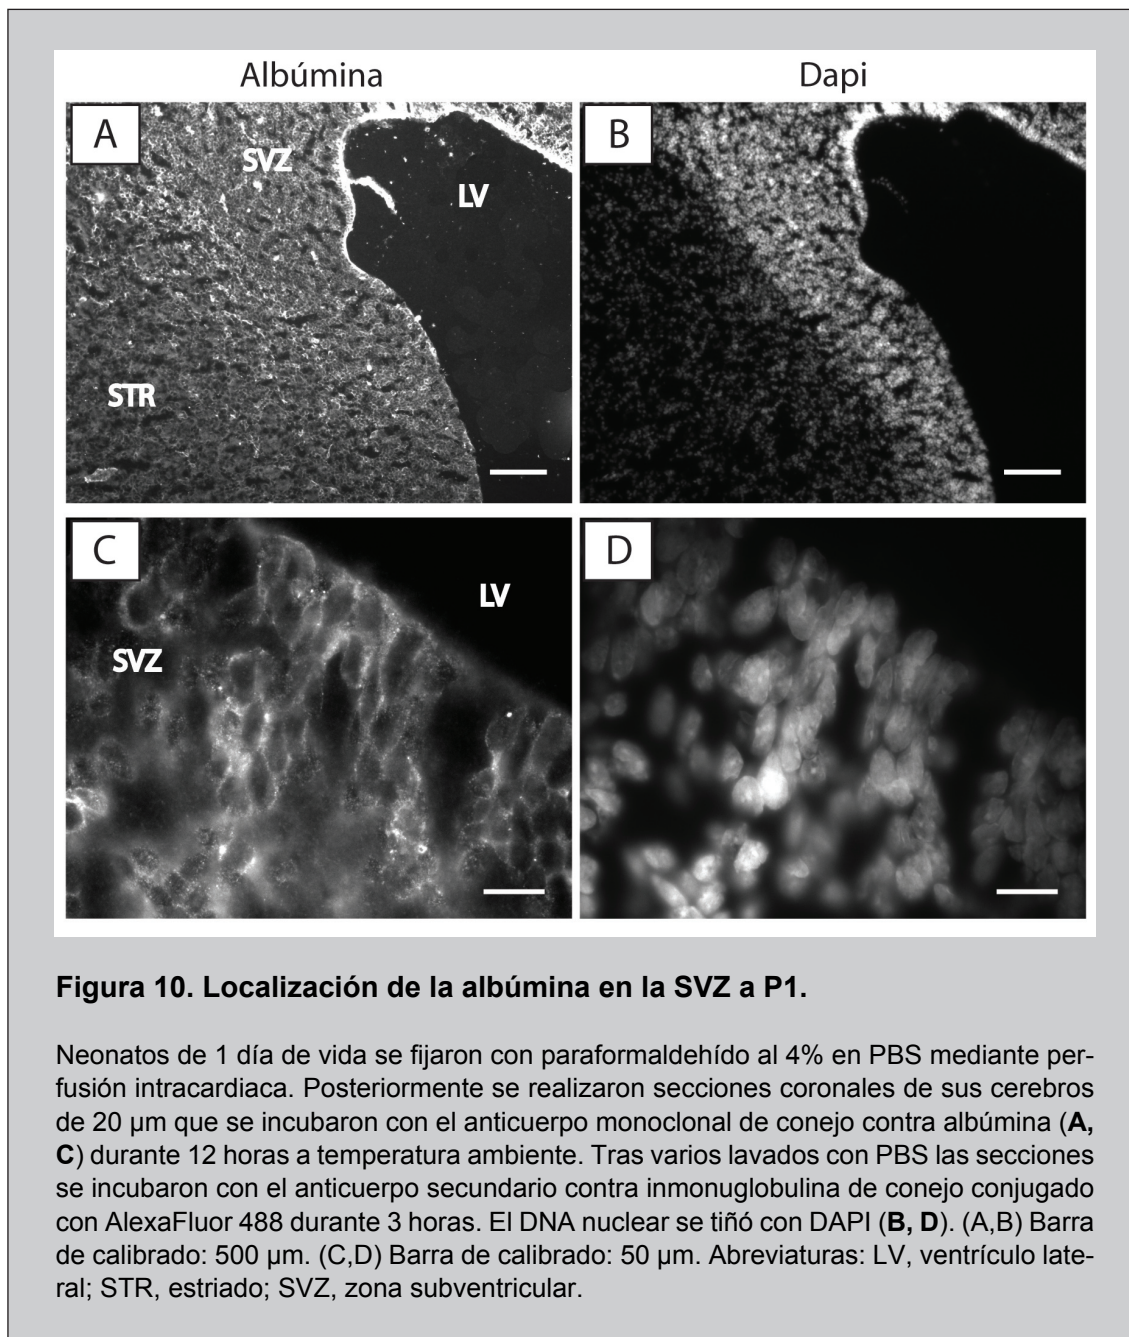 Albúmina Dapi
A B
SVZ
LV
STR
C D
LV
SVZ
Figura 10. Localización de la albúmina en la SVZ a P1.
Neonatos de 1 día de vida se fijaron con paraformaldehído al 4% en PBS mediante per-
fusión intracardiaca. Posteriormente se realizaron secciones coronales de sus cerebros
de 20 µm que se incubaron con el anticuerpo monoclonal de conejo contra albúmina (A,
C) durante 12 horas a temperatura ambiente. Tras varios lavados con PBS las secciones
se incubaron con el anticuerpo secundario contra inmonuglobulina de conejo conjugado
con AlexaFluor 488 durante 3 horas. El DNA nuclear se tiñó con DAPI (B, D). (A,B) Barra
de calibrado: 500 µm. (C,D) Barra de calibrado: 50 µm. Abreviaturas: LV, ventrículo late-
ral; STR, estriado; SVZ, zona subventricular.